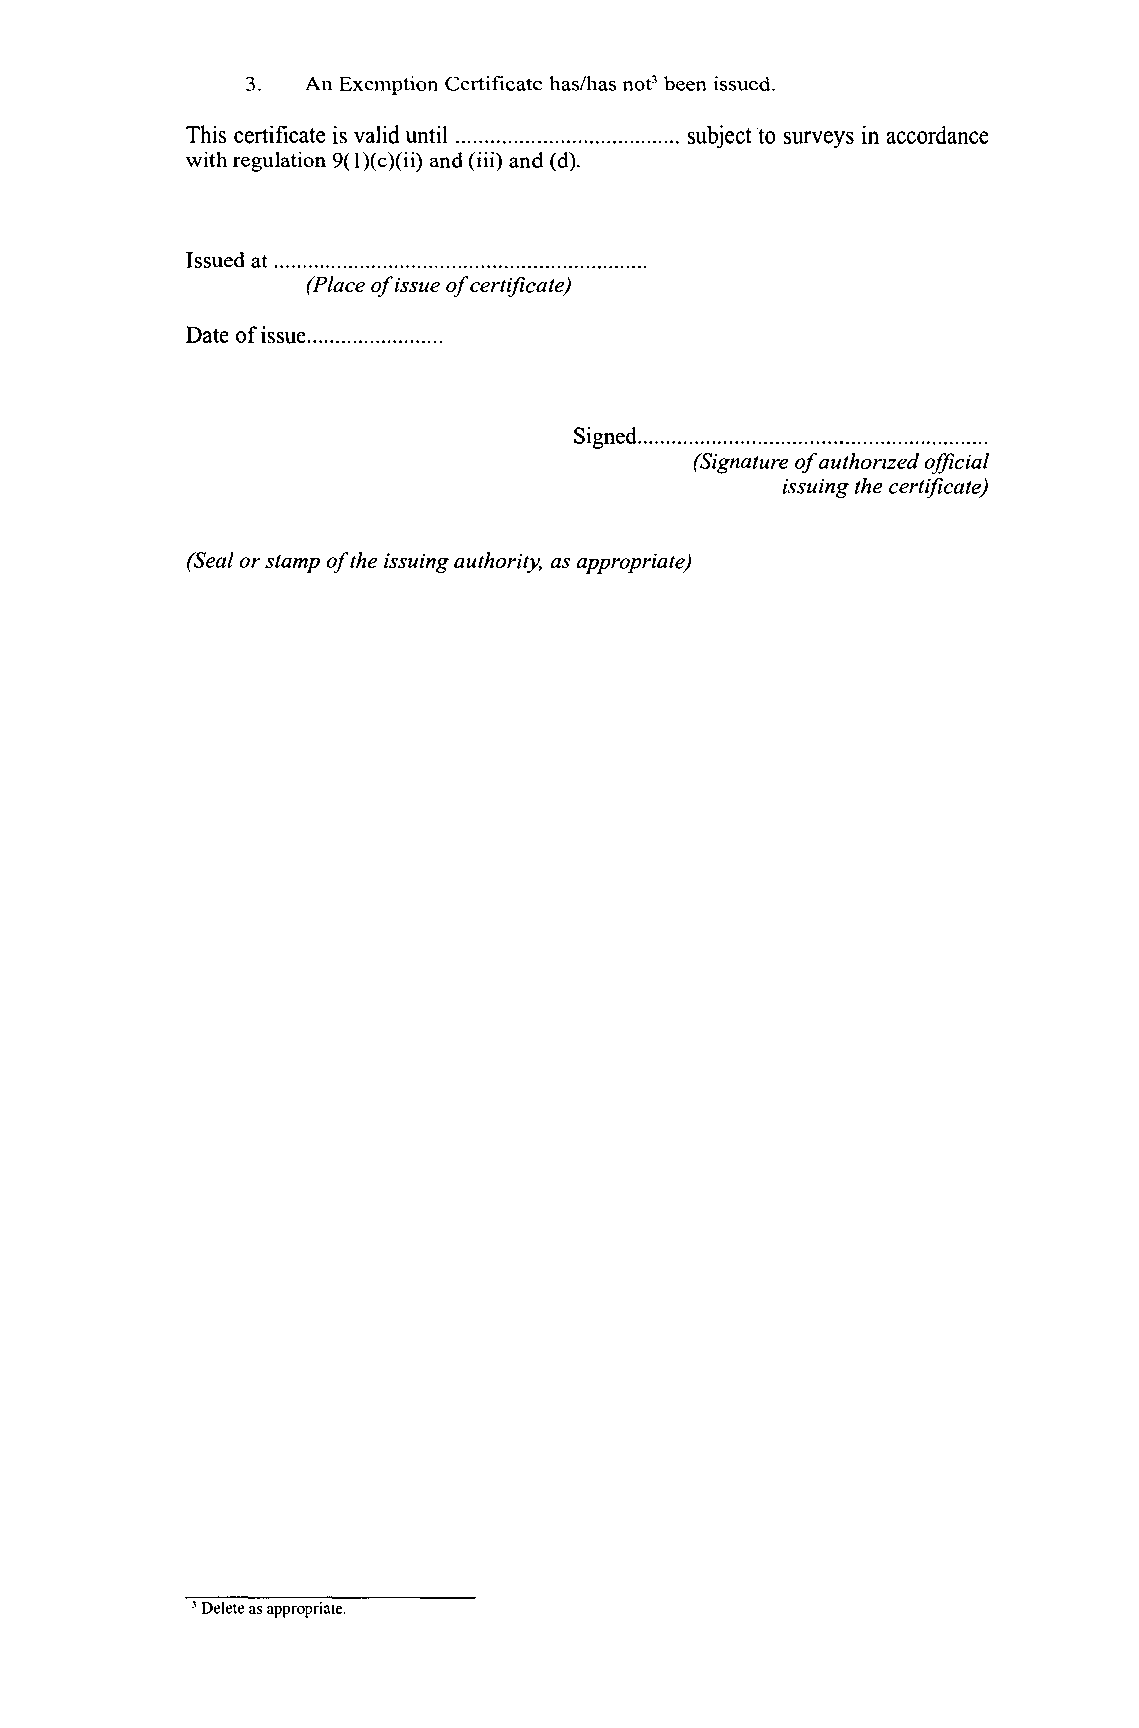 3. An Exemption Certificate has/has not³ been issued.
This certificate is valid until ....................................... subject to surveys in accordance
with regulation 9(1)(c)(ii) and (iii) and (d).
Issued at .................................................................
(Place of issue of certificate)
Date of issue........................
Signed.............................................................
(Signature of authorized official
issuing the certificate)
(Seal or stamp of the issuing authority, as appropriate)
³ Delete as appropriate.